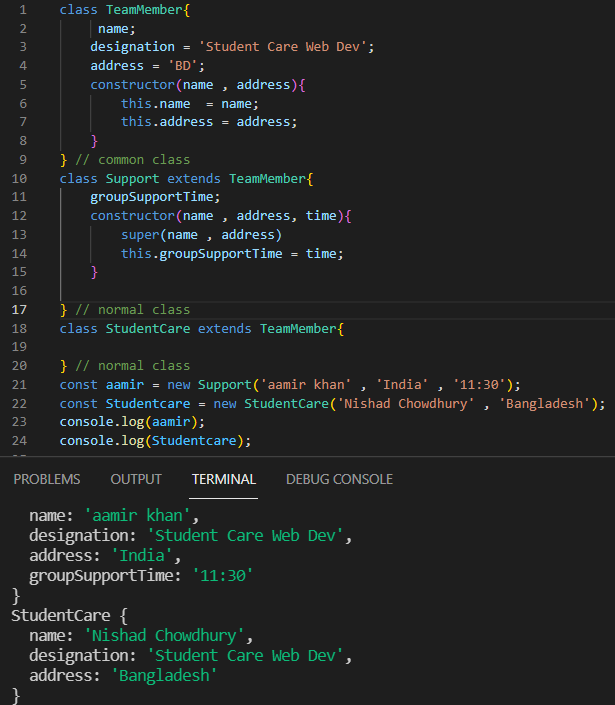 1 class TeamMember{
2 name;
3 designation = 'Student Care Web Dev';
4 address = 'BD';
5 constructor(name , address){
6 this.name  = name;
7 this.address = address;
8 }
9 } // common class
10 class Support extends TeamMember{
11 groupSupportTime;
12 constructor(name , address, time){
13 super(name , address)
14 this.groupSupportTime = time;
15 }
16
17 } // normal class
18 class StudentCare extends TeamMember{
19
20 } // normal class
21 const aamir = new Support('aamir khan' , 'India' , '11:30');
22 const Studentcare = new StudentCare('Nishad Chowdhury' , 'Bangladesh');
23 console.log(aamir);
24 console.log(Studentcare);
PROBLEMS OUTPUT TERMINAL DEBUG CONSOLE
name: 'aamir khan',
designation: 'Student Care Web Dev',
address: 'India',
groupSupportTime: '11:30'
}
StudentCare {
name: 'Nishad Chowdhury',
designation: 'Student Care Web Dev',
address: 'Bangladesh'
}